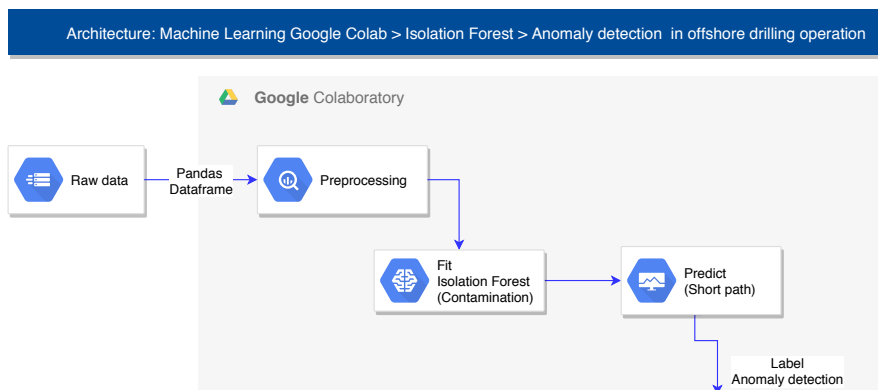 Architecture: Machine Learning Google Colab > Isolation Forest > Anomaly detection in offshore drilling operation
Google Colaboratory
Raw data
Pandas
Dataframe
Preprocessing
Fit
Isolation Forest
(Contamination)
Predict
(Short path)
Label
Anomaly detection